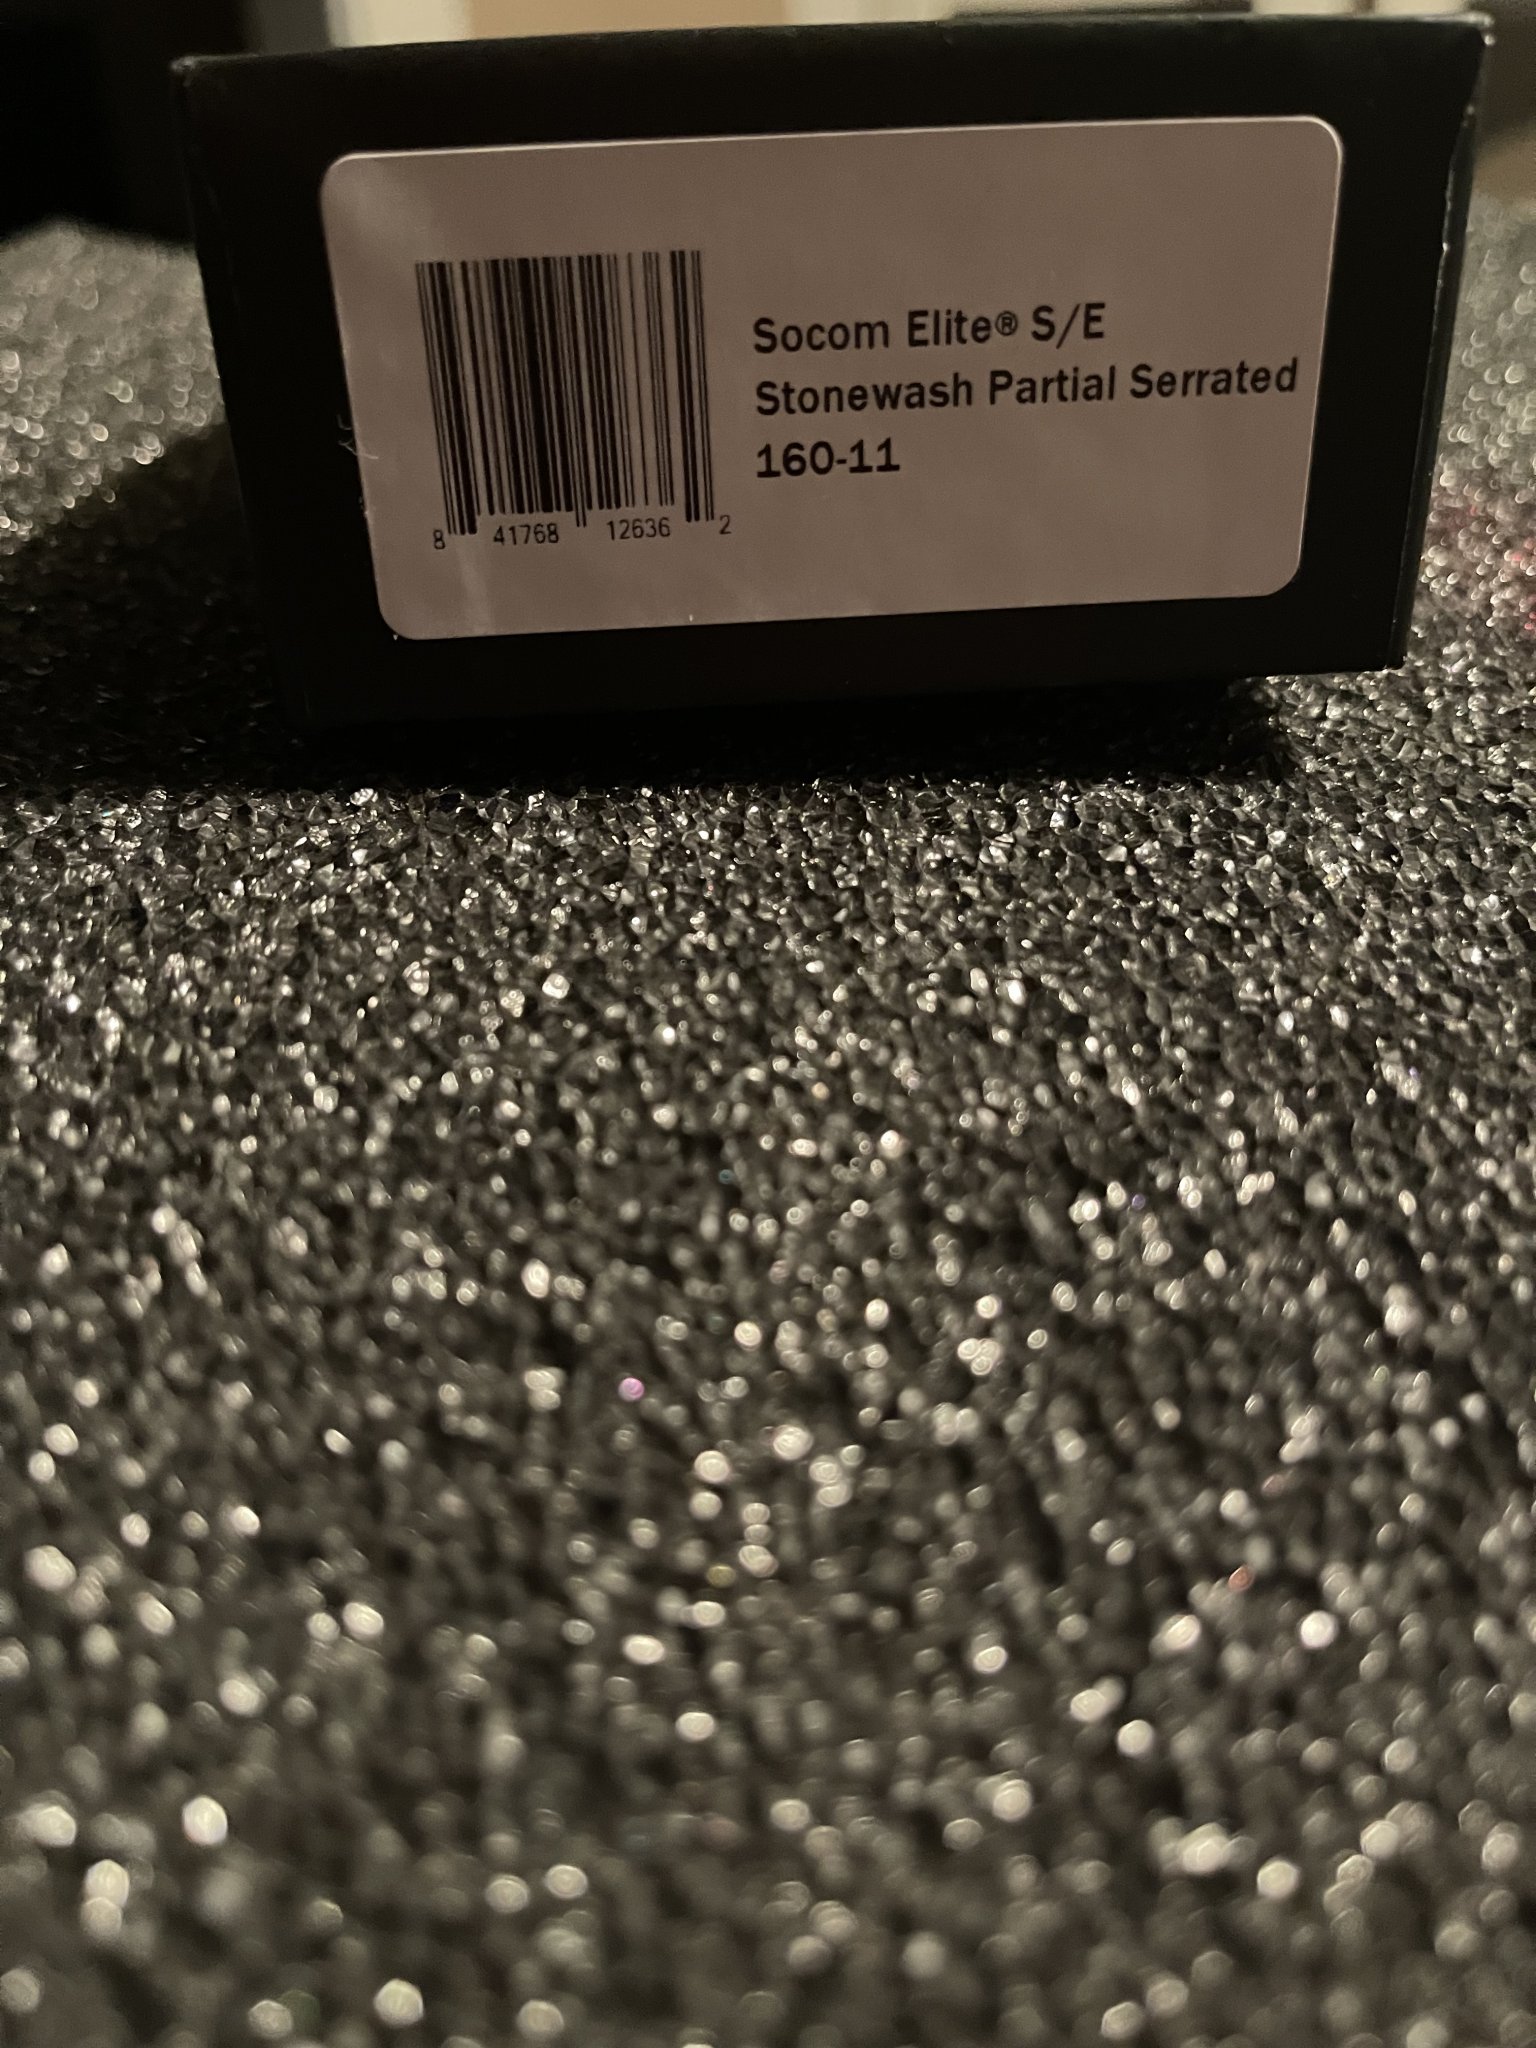 Socom Elite® S/E
Stonewash Partial Serrated
160-11
8 41768 12636 2